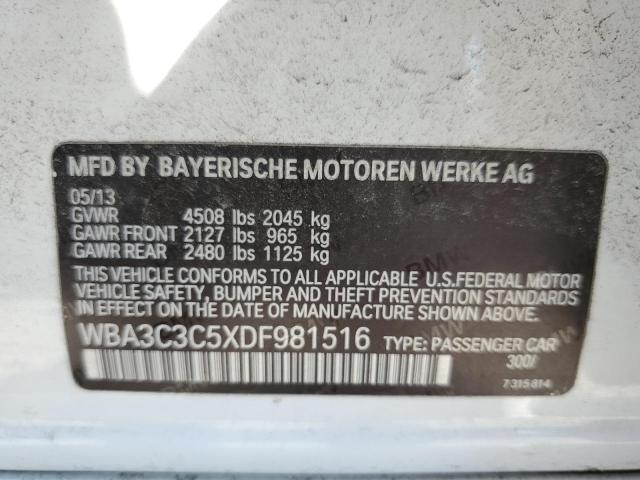 MFD BY BAYERISCHE MOTOREN WERKE AG
05/13
GVWR 4508 lbs 2045 kg
GAWR FRONT 2127 lbs 965 kg
GAWR REAR 2480 lbs 1125 kg
THIS VEHICLE CONFORMS TO ALL APPLICABLE U.S.FEDERAL MOTOR
VEHICLE SAFETY, BUMPER AND THEFT PREVENTION STANDARDS
IN EFFECT ON THE DATE OF MANUFACTURE SHOWN ABOVE.
WBA3C3C5XDF981516 TYPE: PASSENGER CAR
300/
7315814